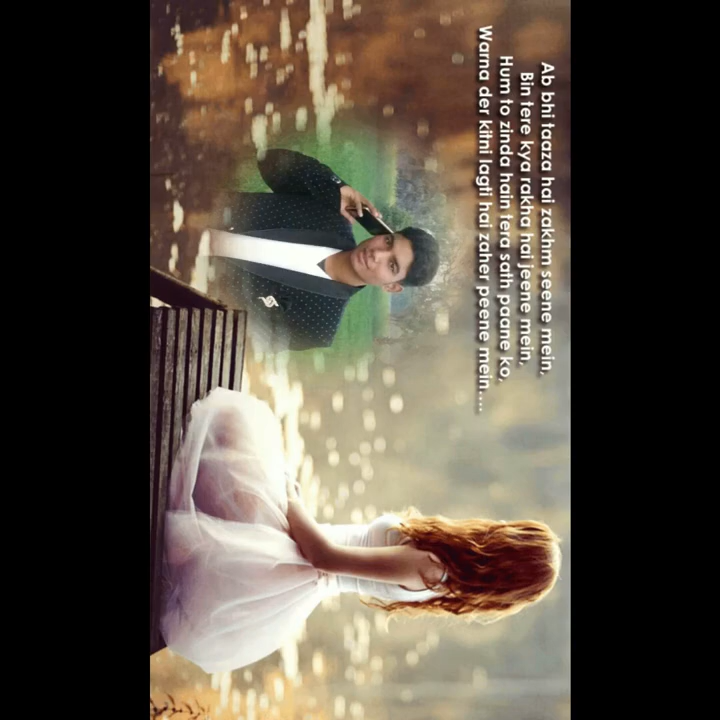 Ab bhi taaza hai zakhm seene mein,
Bin tere kya rakha hai jeene mein,
Hum to zinda hain tera sath paane ko,
Warna der kitni lagti hai zaher peene mein....